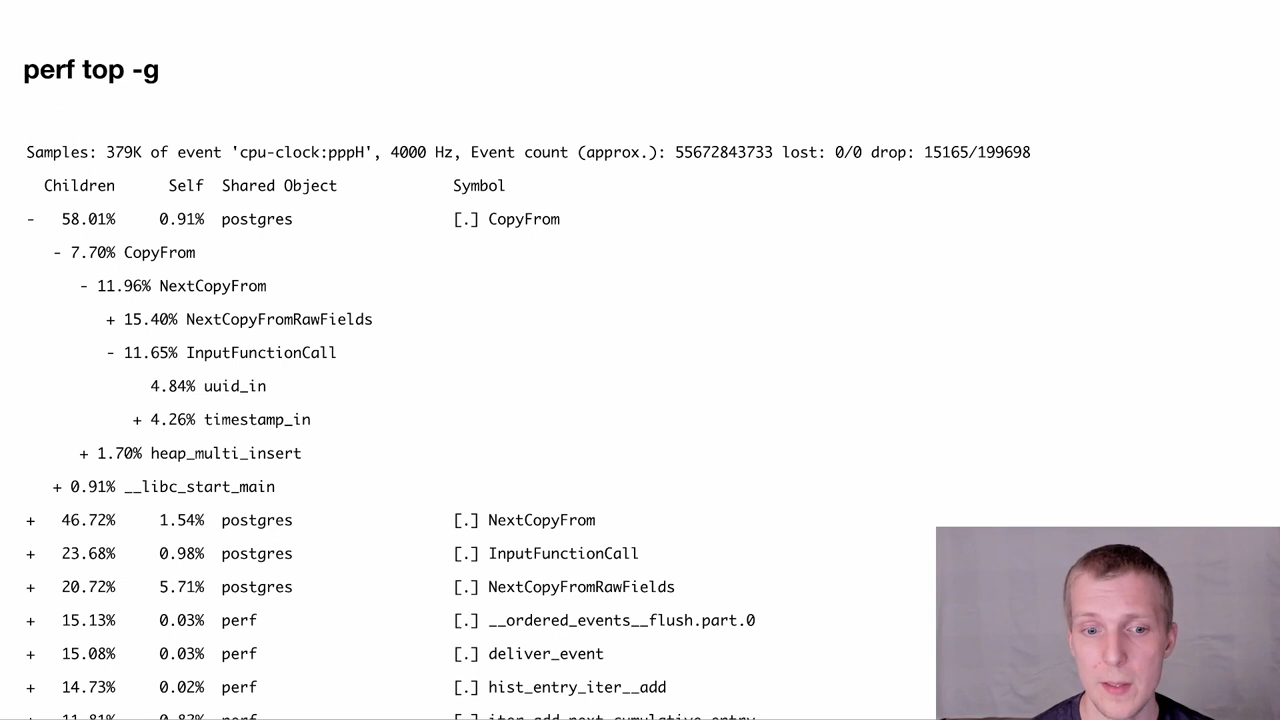 perf top -g
Samples: 379K of event 'cpu-clock:pppH', 4000 Hz, Event count (approx.): 55672843733 lost: 0/0 drop: 15165/199698
Children Self Shared Object Symbol
- 58.01% 0.91% postgres [.] CopyFrom
- 7.70% CopyFrom
- 11.96% NextCopyFrom
+ 15.40% NextCopyFromRawFields
- 11.65% InputFunctionCall
4.84% uuid_in
+ 4.26% timestamp_in
+ 1.70% heap_multi_insert
+ 0.91% __libc_start_main
+ 46.72% 1.54% postgres [.] NextCopyFrom
+ 23.68% 0.98% postgres [.] InputFunctionCall
+ 20.72% 5.71% postgres [.] NextCopyFromRawFields
+ 15.13% 0.03% perf [.] __ordered_events__flush.part.0
+ 15.08% 0.03% perf [.] deliver_event
+ 14.73% 0.02% perf [.] hist_entry_iter__add